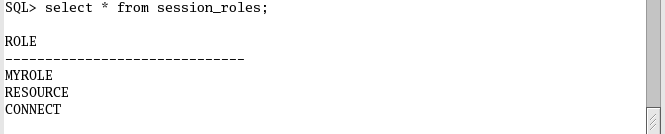 SQL> select * from session_roles;
ROLE
------------------------------
MYROLE
RESOURCE
CONNECT